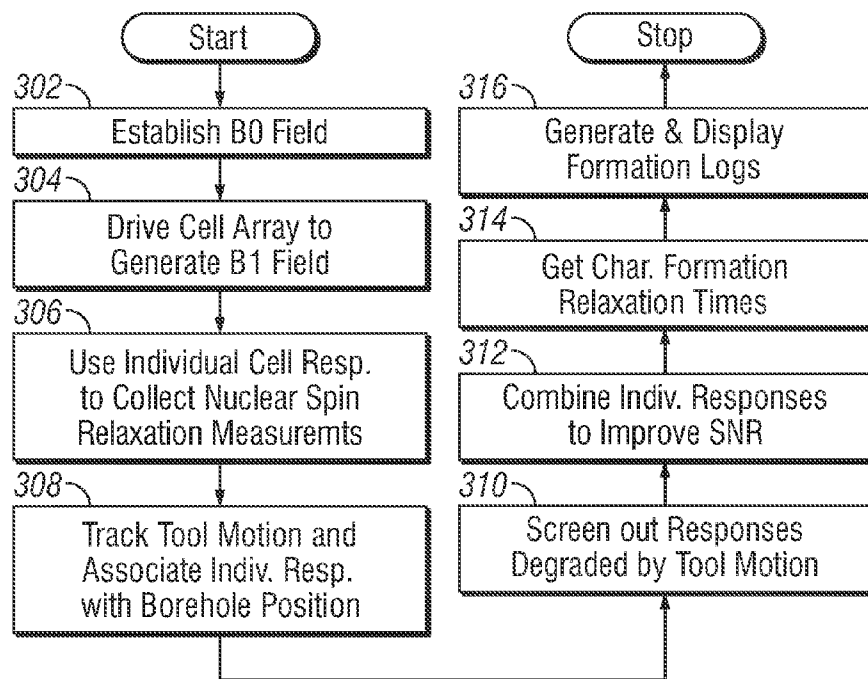 Start
302
Establish B0 Field
304
Drive Cell Array to
Generate B1 Field
306
Use Individual Cell Resp.
to Collect Nuclear Spin
Relaxation Measuremts
308
Track Tool Motion and
Associate Indiv. Resp.
with Borehole Position
310
Screen out Responses
Degraded by Tool Motion
312
Combine Indiv. Responses
to Improve SNR
314
Get Char. Formation
Relaxation Times
316
Generate & Display
Formation Logs
Stop